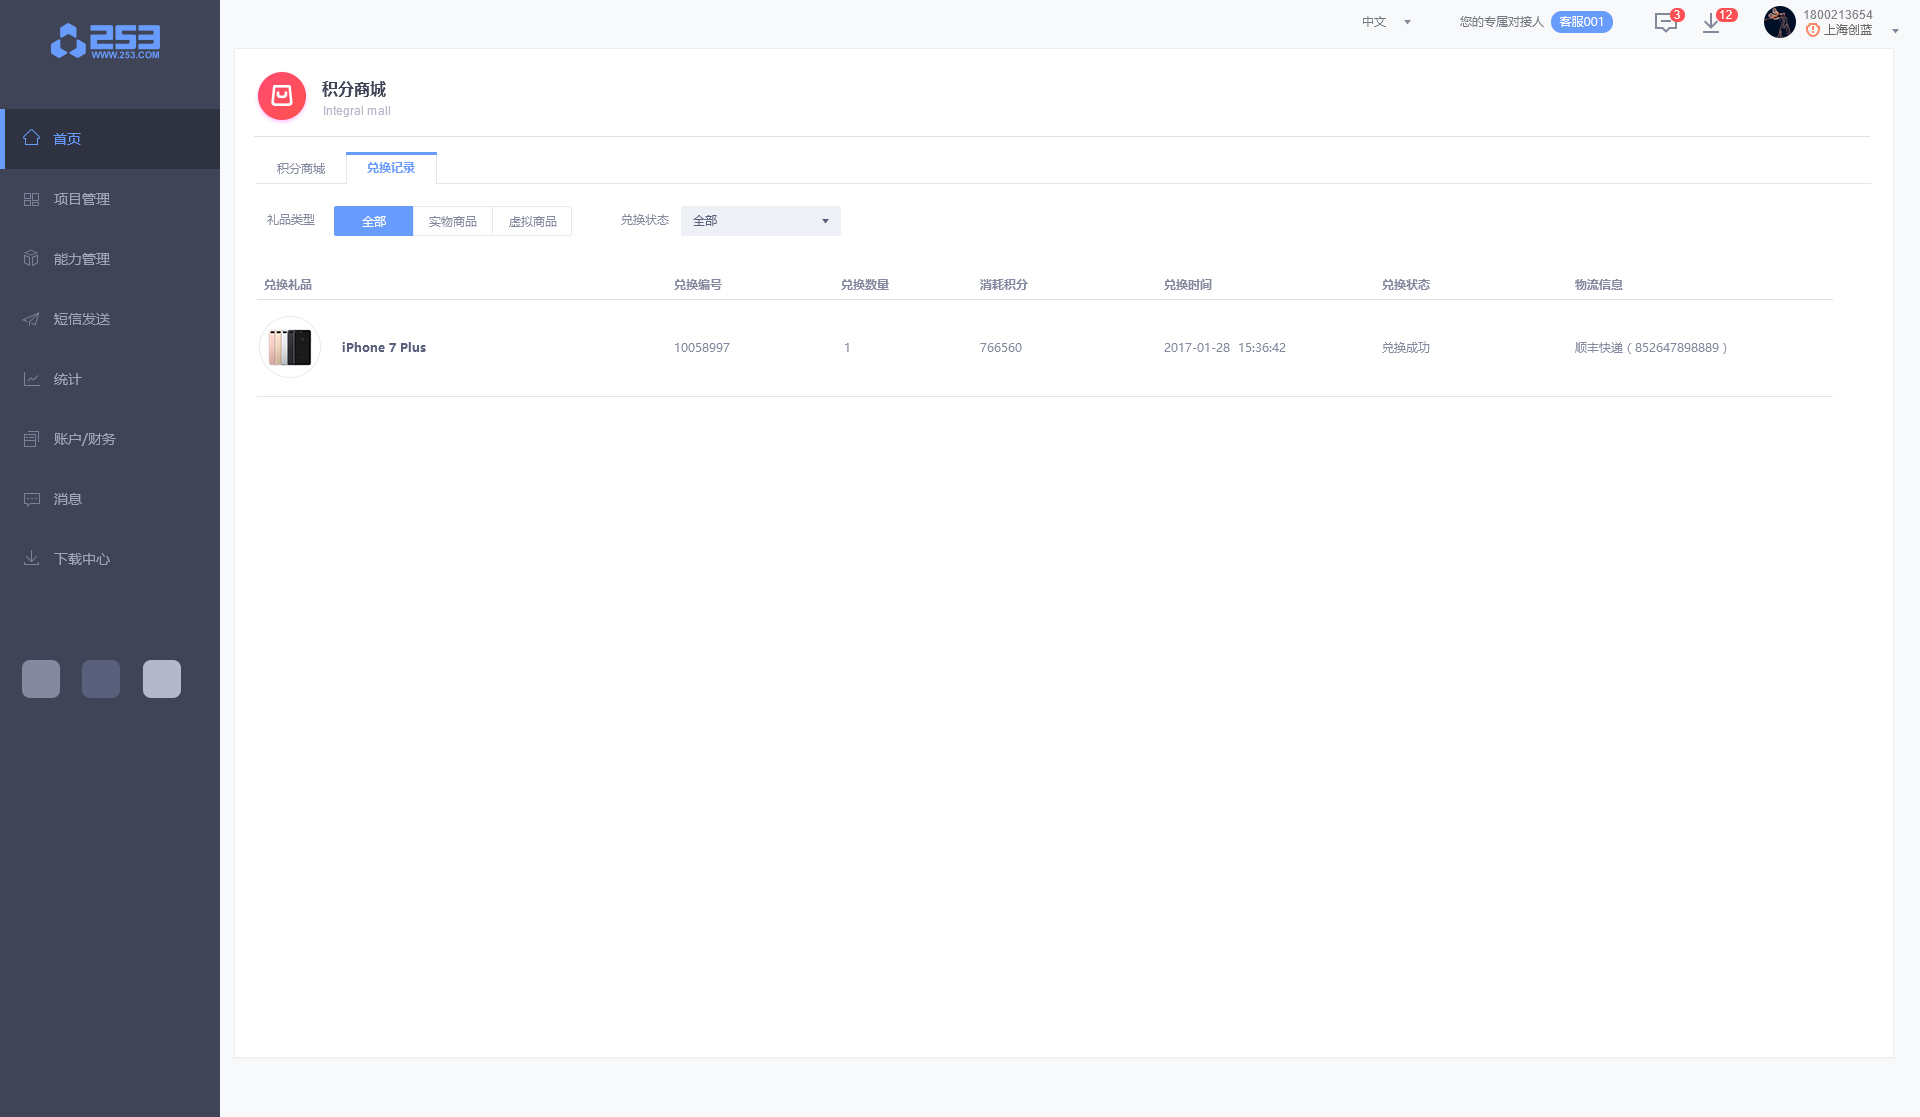 253
WWW.253.COM
首页
项目管理
能力管理
短信发送
统计
账户/财务
消息
下载中心
中文
您的专属对接人 客服001
3
12
1800213654
上海创蓝
积分商城
Integral mall
积分商城 兑换记录
礼品类型 全部 实物商品 虚拟商品 兑换状态 全部
兑换礼品 兑换编号 兑换数量 消耗积分 兑换时间 兑换状态 物流信息
iPhone 7 Plus 10058997 1 766560 2017-01-28 15:36:42 兑换成功 顺丰快递 ( 852647898889 )